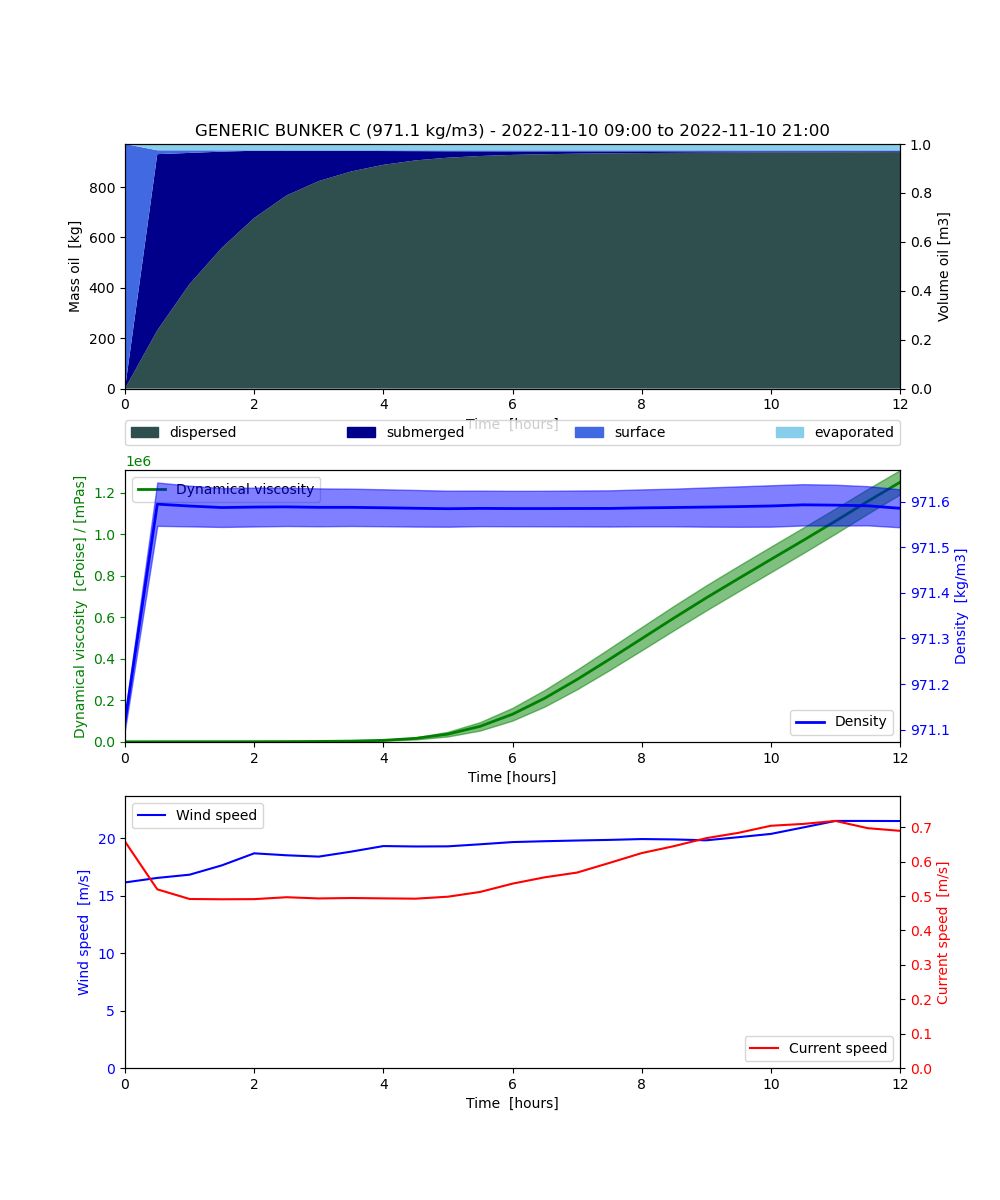 GENERIC BUNKER C (971.1 kg/m3) - 2022-11-10 09:00 to 2022-11-10 21:00
Mass oil [kg]
800
600
400
200
0
1.0
0.8
0.6
0.4
0.2
0.0
Volume oil [m3]
0 2 4 6 8 10 12
Time [hours]
dispersed submerged surface evaporated
1e6
Dynamical viscosity
Dynamical viscosity [cPoise] / [mPas]
1.2
1.0
0.8
0.6
0.4
0.2
0.0
971.6
971.5
971.4
971.3
971.2
971.1
Density [kg/m3]
Density
0 2 4 6 8 10 12
Time [hours]
Wind speed
Wind speed [m/s]
20
15
10
5
0
0.7
0.6
0.5
0.4
0.3
0.2
0.1
0.0
Current speed [m/s]
Current speed
0 2 4 6 8 10 12
Time [hours]